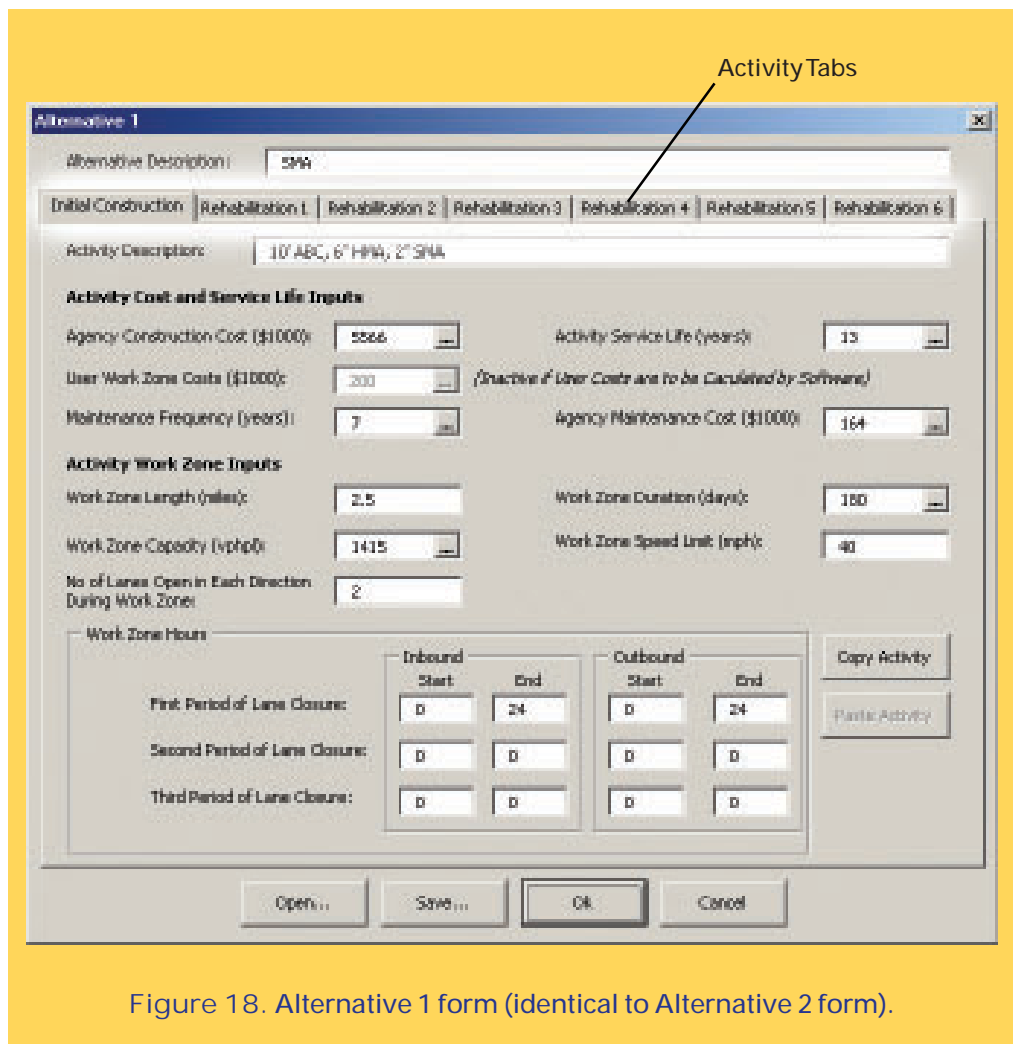 Activity Tabs
Alternative 1
Alternative Description: SMA
Initial Construction Rehabilitation 1 Rehabilitation 2 Rehabilitation 3 Rehabilitation 4 Rehabilitation 5 Rehabilitation 6
Activity Description: 10" ABC, 6" HMA, 2" SMA
Activity Cost and Service Life Inputs
Agency Construction Cost ($1000): 5566 ... Activity Service Life (years): 15 ...
User Work Zone Costs ($1000): 200 ... (Inactive if User Costs are to be Caculated by Software)
Maintenance Frequency (years): 7 ... Agency Maintenance Cost ($1000): 164 ...
Activity Work Zone Inputs
Work Zone Length (miles): 2.5 Work Zone Duration (days): 180 ...
Work Zone Capacity (vphpl): 1415 ... Work Zone Speed Limit (mph): 40
No of Lanes Open in Each Direction
During Work Zone: 2
Work Zone Hours
Inbound Outbound Copy Activity
Start End Start End
First Period of Lane Closure: 0 24 0 24 Paste Activity
Second Period of Lane Closure: 0 0 0 0
Third Period of Lane Closure: 0 0 0 0
Open... Save... Ok Cancel
Figure 18. Alternative 1 form (identical to Alternative 2 form).